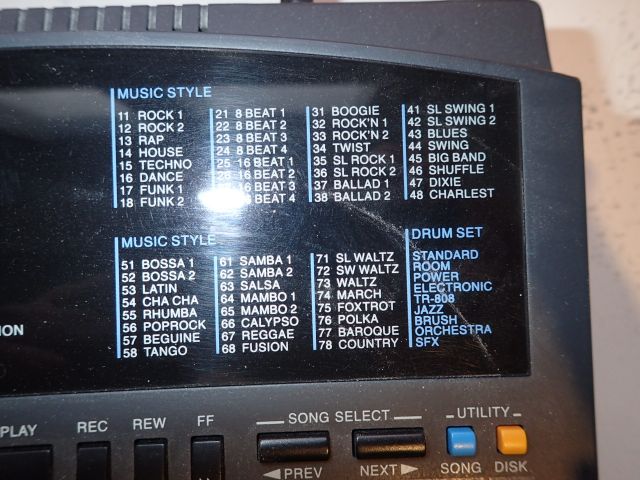 MUSIC STYLE
11 ROCK 1
12 ROCK 2
13 RAP
14 HOUSE
15 TECHNO
16 DANCE
17 FUNK 1
18 FUNK 2
21 8 BEAT 1
22 8 BEAT 2
23 8 BEAT 3
24 8 BEAT 4
25 16 BEAT 1
26 16 BEAT 2
27 16 BEAT 3
28 16 BEAT 4
31 BOOGIE
32 ROCK'N 1
33 ROCK'N 2
34 TWIST
35 SL ROCK 1
36 SL ROCK 2
37 BALLAD 1
38 BALLAD 2
41 SL SWING 1
42 SL SWING 2
43 BLUES
44 SWING
45 BIG BAND
46 SHUFFLE
47 DIXIE
48 CHARLEST
MUSIC STYLE
51 BOSSA 1
52 BOSSA 2
53 LATIN
54 CHA CHA
55 RHUMBA
56 POPROCK
57 BEGUINE
58 TANGO
61 SAMBA 1
62 SAMBA 2
63 SALSA
64 MAMBO 1
65 MAMBO 2
66 CALYPSO
67 REGGAE
68 FUSION
71 SL WALTZ
72 SW WALTZ
73 WALTZ
74 MARCH
75 FOXTROT
76 POLKA
77 BAROQUE
78 COUNTRY
DRUM SET
STANDARD
ROOM
POWER
ELECTRONIC
TR-808
JAZZ
BRUSH
ORCHESTRA
SFX
ION
PLAY
REC
REW
FF
SONG SELECT
◀PREV
NEXT▶
UTILITY
SONG
DISK